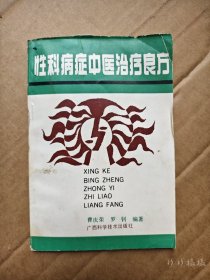 性科病症中医治疗良方
XING KE
BING ZHENG
ZHONG YI
ZHI LIAO
LIANG FANG
曹庆荣 罗钊 编著
广西科学技术出版社